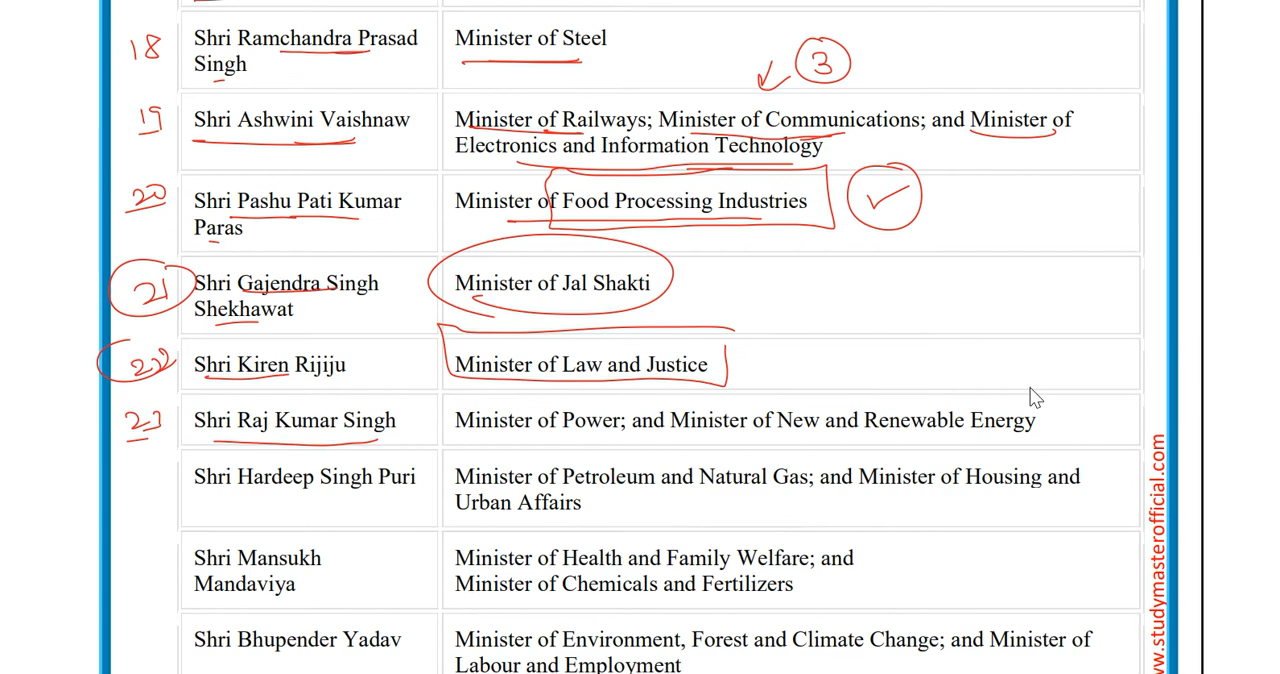 18 Shri Ramchandra Prasad Minister of Steel
Singh
3
19 Shri Ashwini Vaishnaw Minister of Railways; Minister of Communications; and Minister of
Electronics and Information Technology
20 Shri Pashu Pati Kumar Minister of Food Processing Industries
Paras
21 Shri Gajendra Singh Minister of Jal Shakti
Shekhawat
22 Shri Kiren Rijiju Minister of Law and Justice
23 Shri Raj Kumar Singh Minister of Power; and Minister of New and Renewable Energy
Shri Hardeep Singh Puri Minister of Petroleum and Natural Gas; and Minister of Housing and
Urban Affairs
Shri Mansukh Minister of Health and Family Welfare; and
Mandaviya Minister of Chemicals and Fertilizers
Shri Bhupender Yadav Minister of Environment, Forest and Climate Change; and Minister of
Labour and Employment
ww.studymasterofficial.com